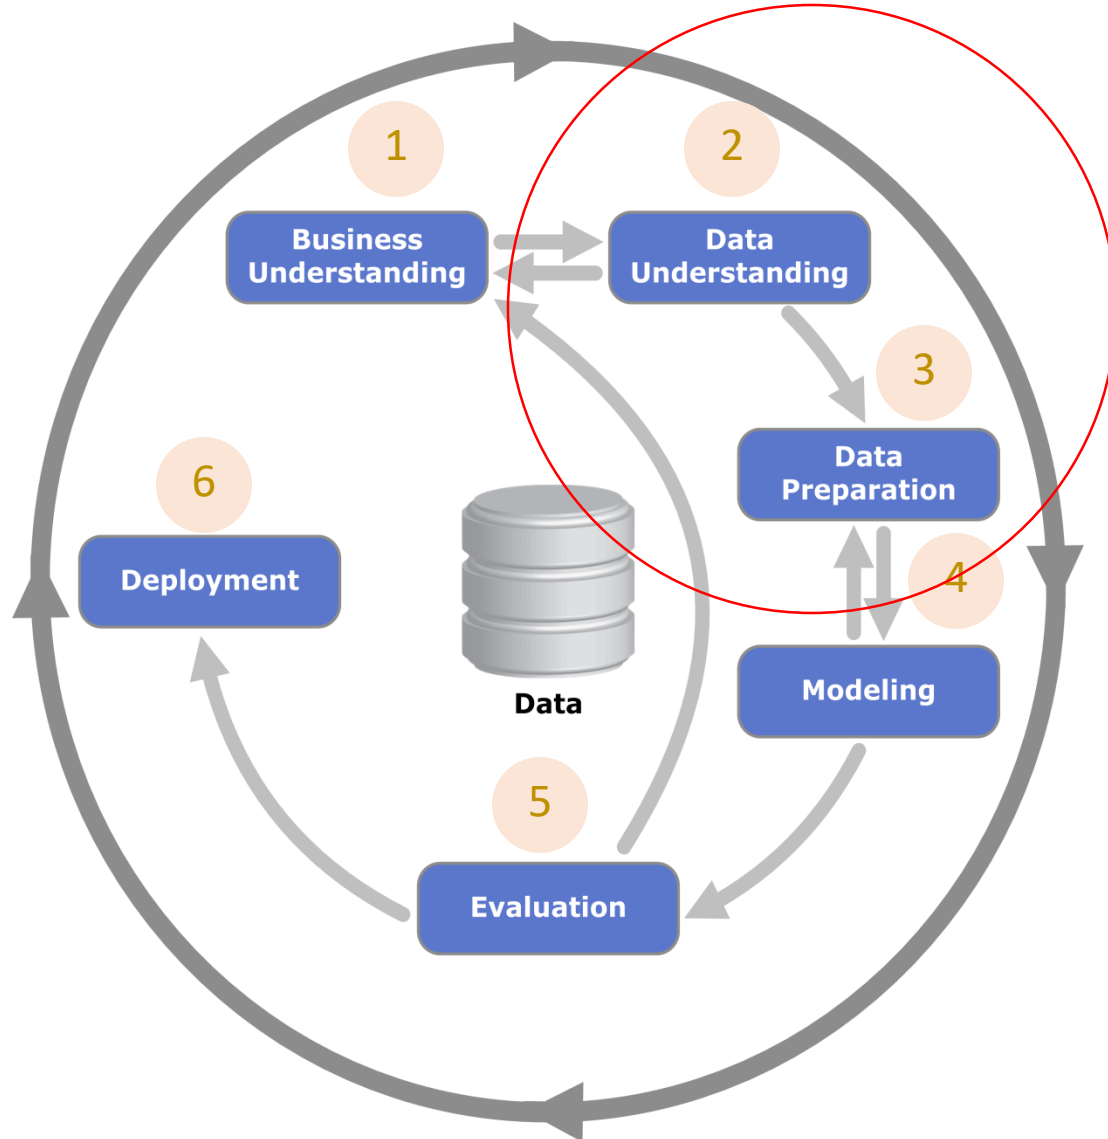 1
Business
Understanding
2
Data
Understanding
3
Data
Preparation
4
Modeling
5
Evaluation
6
Deployment
Data